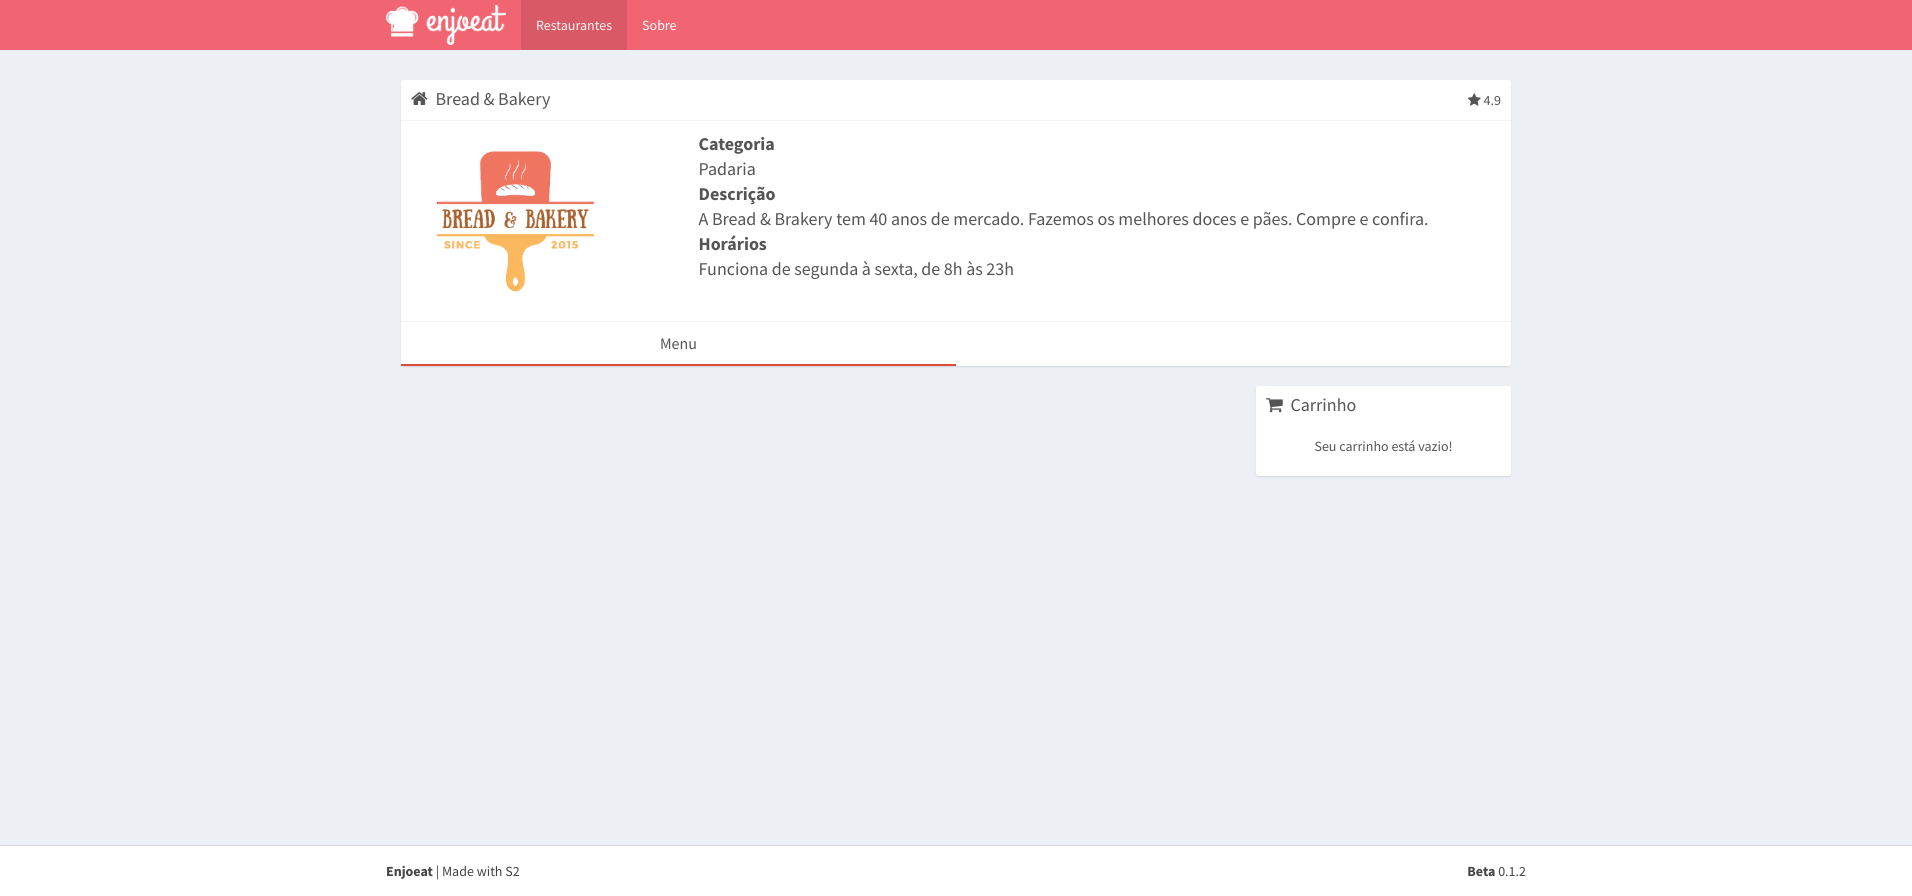 enjoeat Restaurantes Sobre
Bread & Bakery 4.9
BREAD & BAKERY
SINCE 2015
Categoria
Padaria
Descrição
A Bread & Brakery tem 40 anos de mercado. Fazemos os melhores doces e pães. Compre e confira.
Horários
Funciona de segunda à sexta, de 8h às 23h
Menu
Carrinho
Seu carrinho está vazio!
Enjoeat | Made with S2
Beta 0.1.2